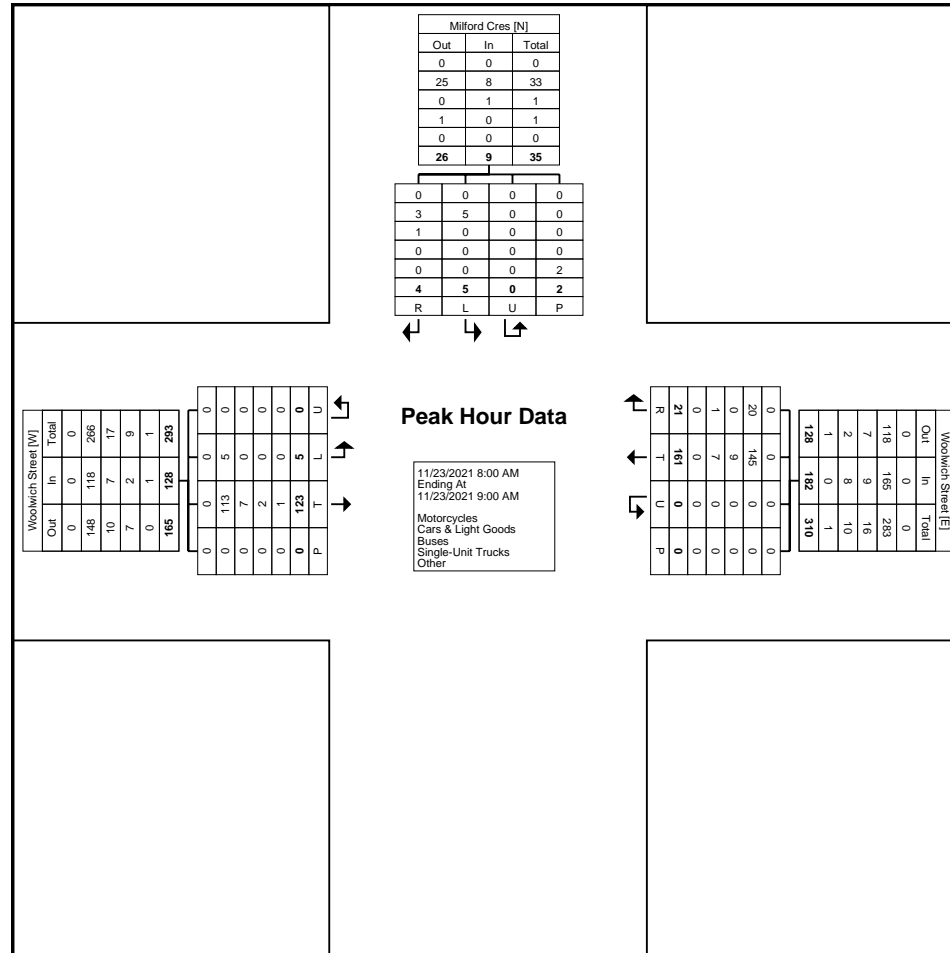 Milford Cres [N]
Out In Total
0 0 0
25 8 33
0 1 1
1 0 1
0 0 0
26 9 35
0 0 0 0
3 5 0 0
1 0 0 0
0 0 0 0
0 0 0 2
4 5 0 2
R L U P
Woolwich Street [W]
Out In Total
0 0 0
148 118 266
10 7 17
7 2 9
0 1 1
165 128 293
0 0 0 0
0 113 5 0
0 7 0 0
0 2 0 0
0 1 0 0
0 123 5 0
P T L U
Peak Hour Data
11/23/2021 8:00 AM
Ending At
11/23/2021 9:00 AM
Motorcycles
Cars & Light Goods
Buses
Single-Unit Trucks
Other
Woolwich Street [E]
Out In Total
0 0 0
118 165 283
7 9 16
2 8 10
1 0 1
128 182 310
0 0 0 0
20 145 0 0
0 9 0 0
1 7 0 0
0 0 0 0
21 161 0 0
R T U P